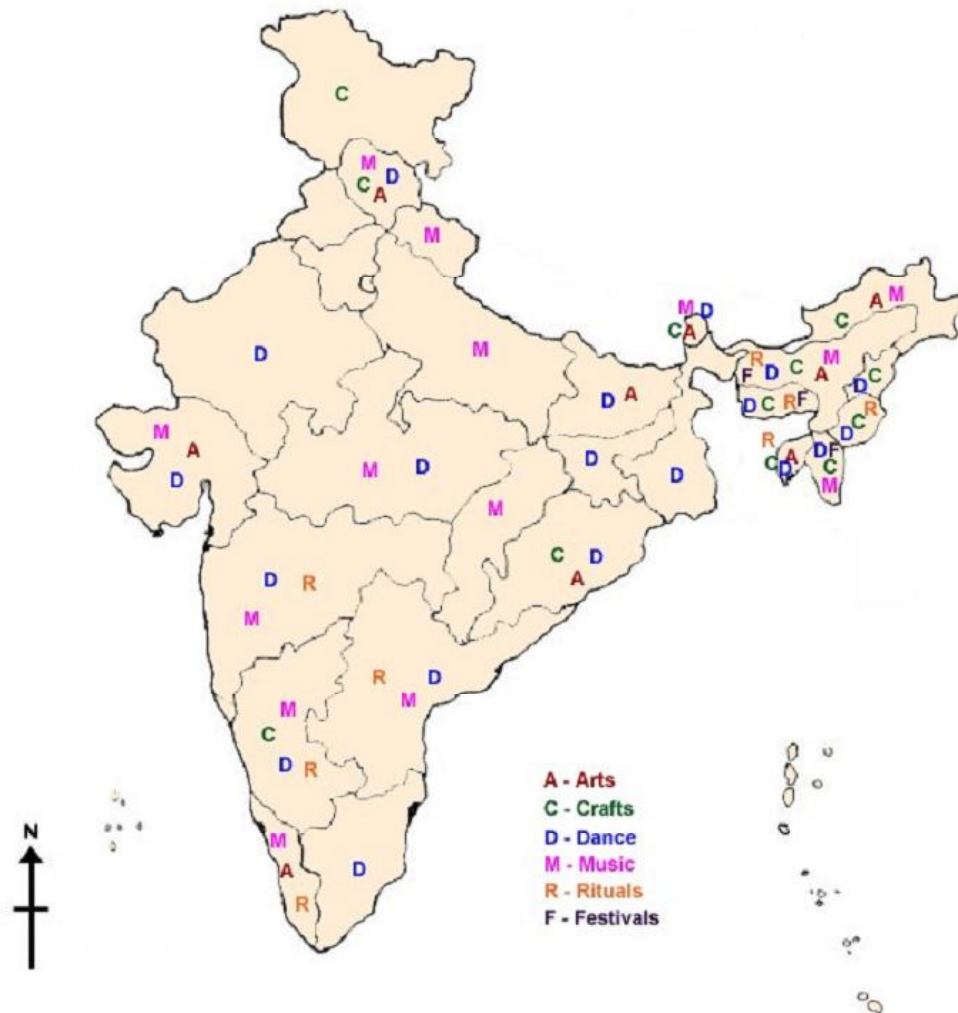 C
M
D
C
A
M
M D
C A
A M
C
D
M
M
R
F D C A
D C
D A
D C R F
R
C
D
M
A
D
M D
D
D
R
A
C D
D F
C
M
M
C D
A
D R
M
R D
M
M
C
D R
A - Arts
C - Crafts
D - Dance
M - Music
R - Rituals
F - Festivals
N
M
A
D
R